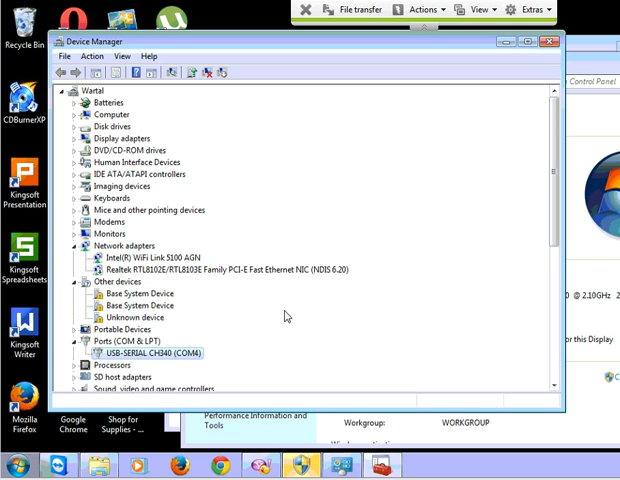 File transfer
Actions
View
Extras
Recycle Bin
Device Manager
File Action View Help
Control Panel
Wartal
Batteries
Computer
Disk drives
Display adapters
DVD/CD-ROM drives
Human Interface Devices
IDE ATA/ATAPI controllers
Imaging devices
Keyboards
Mice and other pointing devices
Modems
Monitors
Network adapters
Intel(R) WiFi Link 5100 AGN
Realtek RTL8102E/RTL8103E Family PCI-E Fast Ethernet NIC (NDIS 6.20)
Other devices
Base System Device
Base System Device
Unknown device
Portable Devices
Ports (COM & LPT)
USB-SERIAL CH340 (COM4)
Processors
SD host adapters
Sound, video and game controllers
CDBurnerXP
Kingsoft
Presentation
Kingsoft
Spreadsheets
Kingsoft
Writer
Mozilla
Firefox
Google
Chrome
Shop for
Supplies - ...
@ 2.10GHz 2
for this Display
Performance Information and
Tools
Workgroup:
WORKGROUP